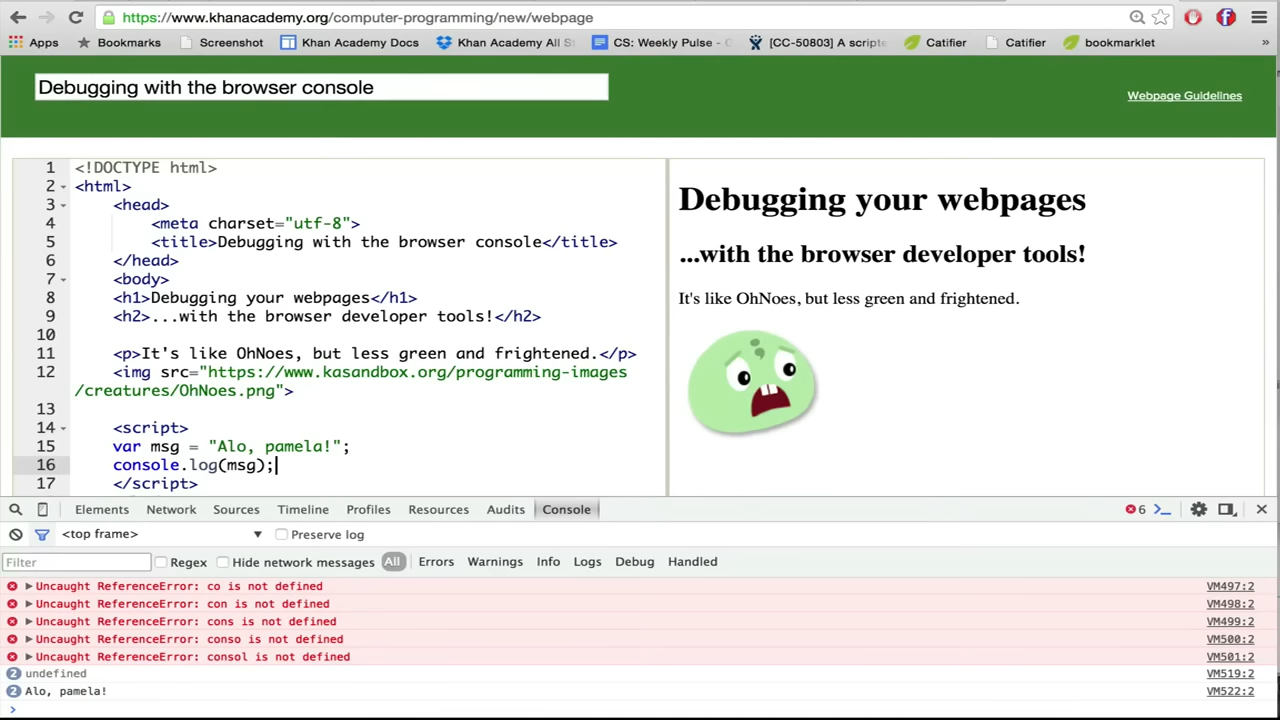 https://www.khanacademy.org/computer-programming/new/webpage
Apps Bookmarks Screenshot Khan Academy Docs Khan Academy All St CS: Weekly Pulse - G [CC-50803] A scripte Catifier Catifier bookmarklet »
Debugging with the browser console
Webpage Guidelines
1 <!DOCTYPE html>
2 <html>
3 <head>
4 <meta charset="utf-8">
5 <title>Debugging with the browser console</title>
6 </head>
7 <body>
8 <h1>Debugging your webpages</h1>
9 <h2>...with the browser developer tools!</h2>
10
11 <p>It's like OhNoes, but less green and frightened.</p>
12 <img src="https://www.kasandbox.org/programming-images
/creatures/OhNoes.png">
13
14 <script>
15 var msg = "Alo, pamela!";
16 console.log(msg);
17 </script>
Debugging your webpages
...with the browser developer tools!
It's like OhNoes, but less green and frightened.
Elements Network Sources Timeline Profiles Resources Audits Console 6
<top frame> Preserve log
Filter Regex Hide network messages All Errors Warnings Info Logs Debug Handled
Uncaught ReferenceError: co is not defined VM497:2
Uncaught ReferenceError: con is not defined VM498:2
Uncaught ReferenceError: cons is not defined VM499:2
Uncaught ReferenceError: conso is not defined VM500:2
Uncaught ReferenceError: consol is not defined VM501:2
2 undefined VM519:2
2 Alo, pamela! VM522:2
>